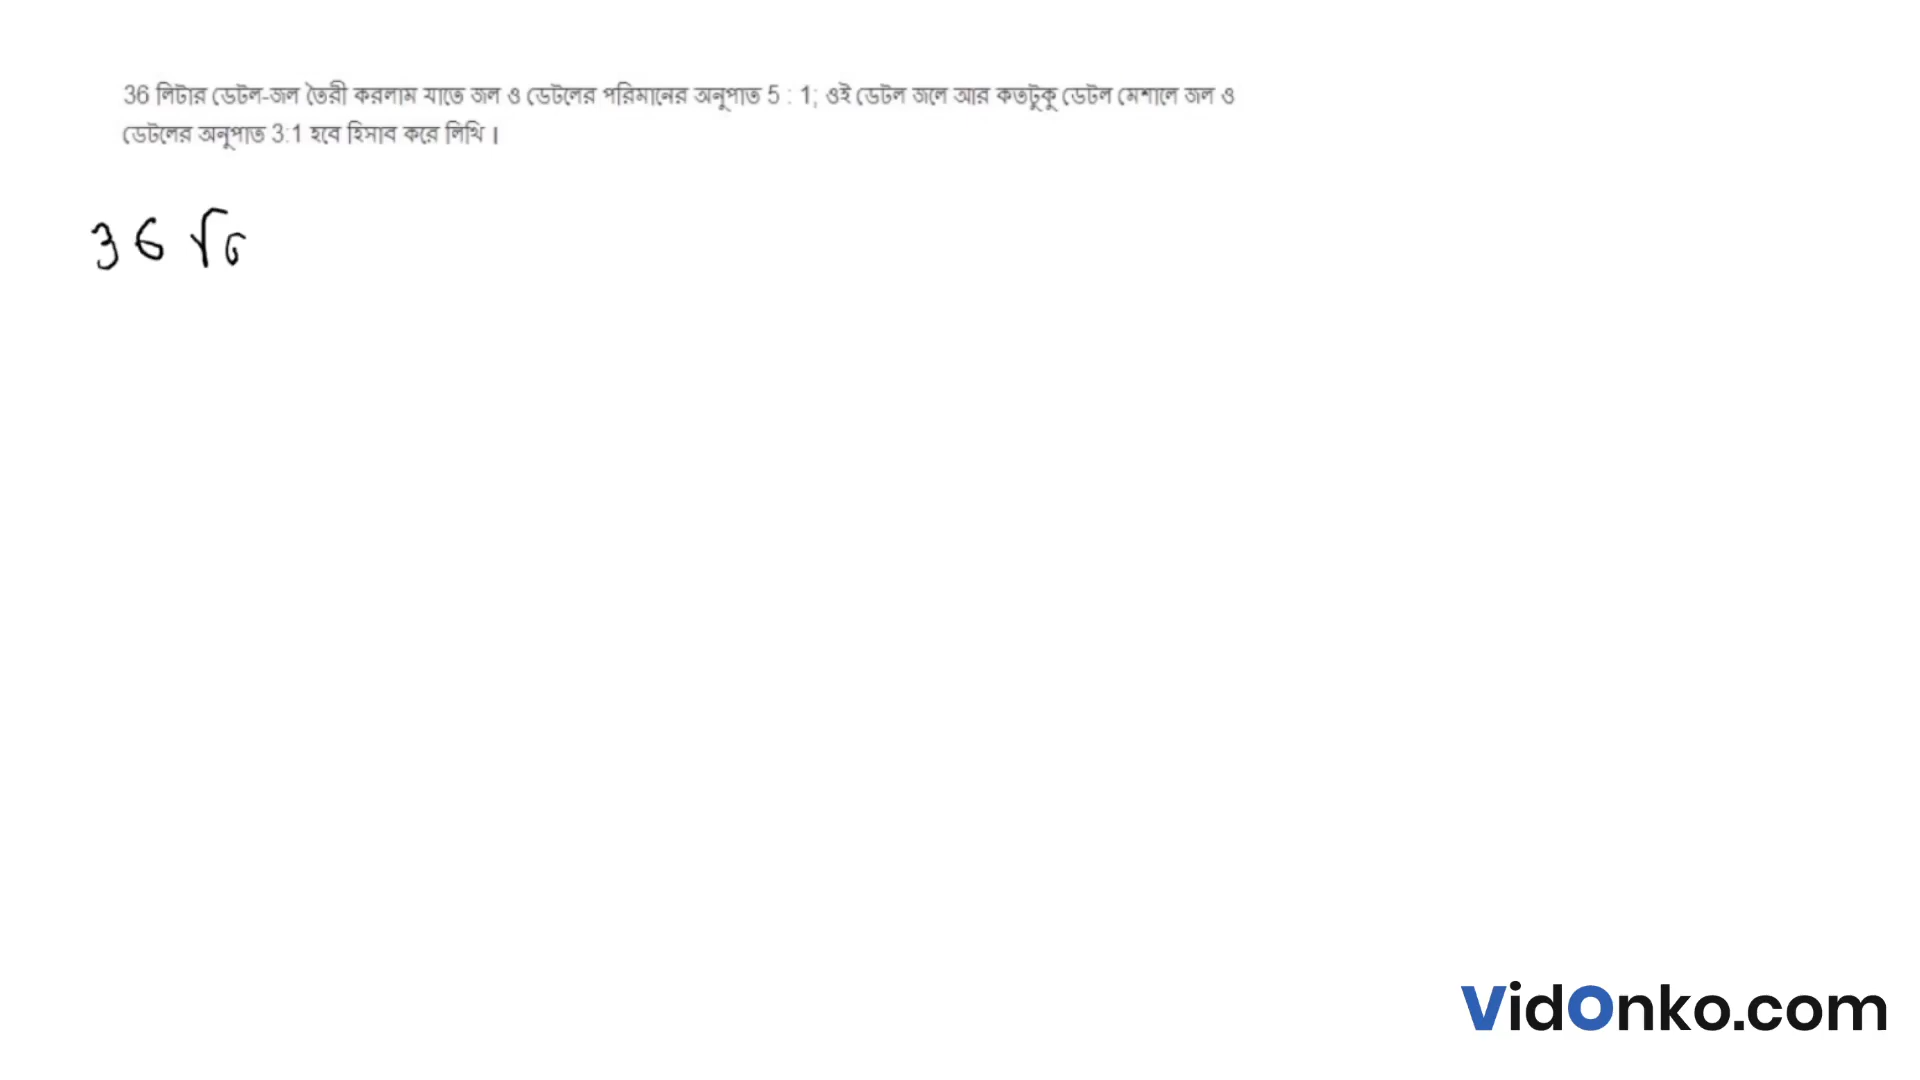 36 লিটার ডেটল-জল তৈরী করলাম যাতে জল ও ডেটলের পরিমানের অনুপাত 5 : 1; ওই ডেটল জলে আর কতটুকু ডেটল মেশালে জল ও
ডেটলের অনুপাত 3:1 হবে হিসাব করে লিখি ।
36
VidOnko.com